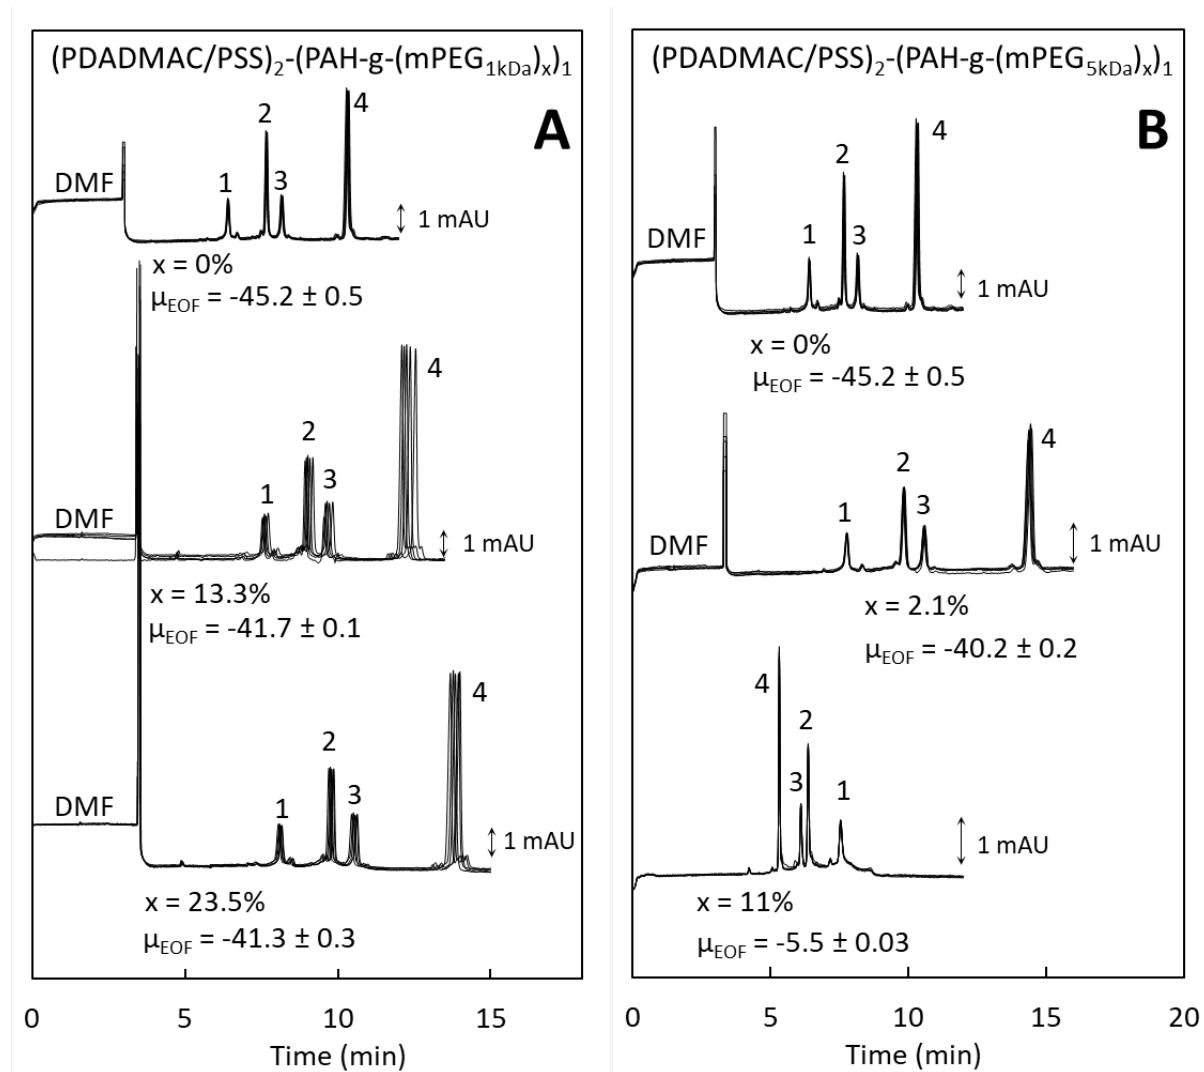 (PDADMAC/PSS)2-(PAH-g-(mPEG1kDa)x)1
A
DMF
1
2
3
4
1 mAU
x = 0%
μEOF = -45.2 ± 0.5
DMF
1
2
3
4
1 mAU
x = 13.3%
μEOF = -41.7 ± 0.1
DMF
1
2
3
4
1 mAU
x = 23.5%
μEOF = -41.3 ± 0.3
0 5 10 15
Time (min)
(PDADMAC/PSS)2-(PAH-g-(mPEG5kDa)x)1
B
DMF
1
2
3
4
1 mAU
x = 0%
μEOF = -45.2 ± 0.5
DMF
1
2
3
4
1 mAU
x = 2.1%
μEOF = -40.2 ± 0.2
4
3
2
1
1 mAU
x = 11%
μEOF = -5.5 ± 0.03
0 5 10 15 20
Time (min)